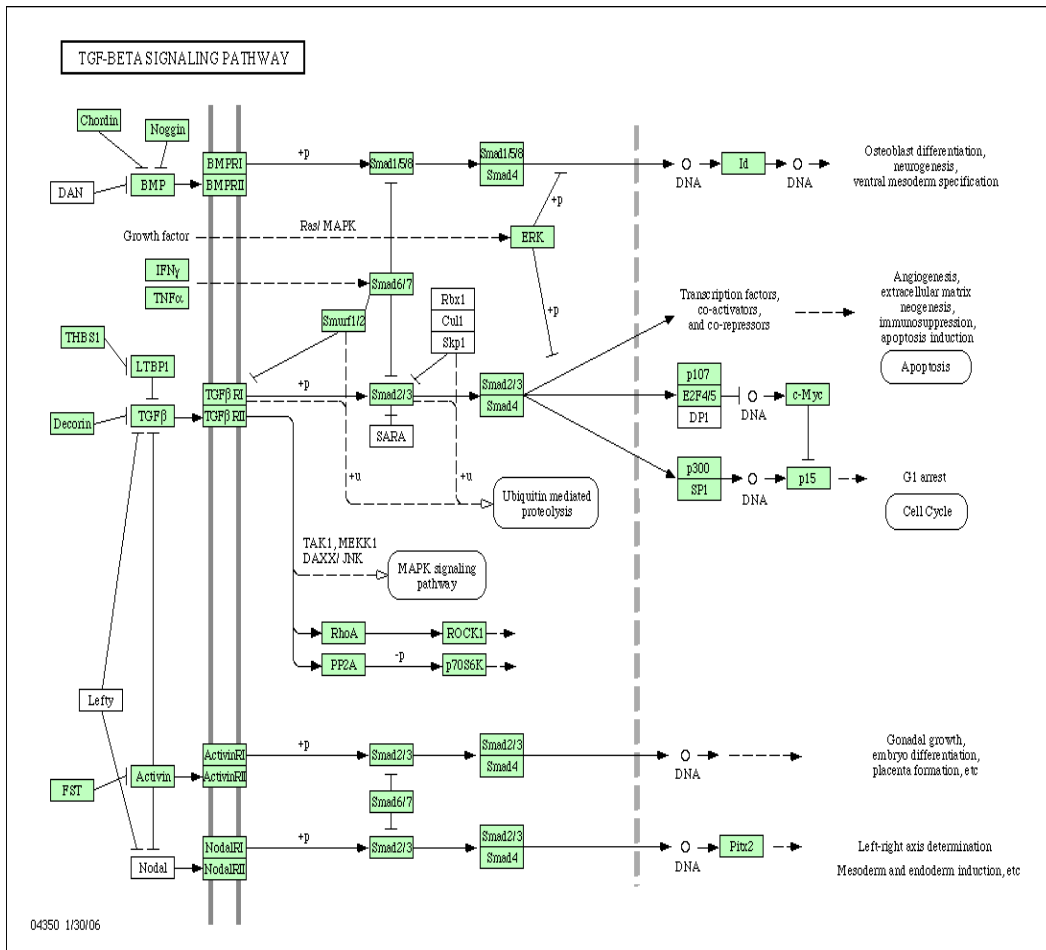 TGF-BETA SIGNALING PATHWAY
Chordin
Noggin
DAN
BMP
BMPRI
BMPRII
+p
Smad1/5/8
Smad1/5/8
Smad4
DNA
Id
DNA
Osteoblast differentiation,
neurogenesis,
ventral mesoderm specification
Growth factor
Ras/ MAPK
ERK
+p
+p
IFNγ
TNFα
Smad6/7
Smurf1/2
Rbx1
Cul1
Skp1
Transcription factors,
co-activators,
and co-repressors
Angiogenesis,
extracellular matrix
neogenesis,
immunosuppression,
apoptosis induction
Apoptosis
THBS1
LTBP1
Decorin
TGFβ
TGFβ RI
TGFβ RII
+p
Smad2/3
SARA
Smad2/3
Smad4
p107
E2F4/5
DP1
DNA
c-Myc
p300
SP1
DNA
p15
G1 arrest
Cell Cycle
+u
+u
Ubiquitin mediated
proteolysis
TAK1, MEKK1
DAXX/ JNK
MAPK signaling
pathway
RhoA
ROCK1
PP2A
-p
p70S6K
Lefty
FST
Activin
ActivinRI
ActivinRII
+p
Smad2/3
Smad2/3
Smad4
DNA
Gonadal growth,
embryo differentiation,
placenta formation, etc
Smad6/7
Nodal
NodalRI
NodalRII
+p
Smad2/3
Smad2/3
Smad4
DNA
Pitx2
Left-right axis determination
Mesoderm and endoderm induction, etc
04350 1/30/06